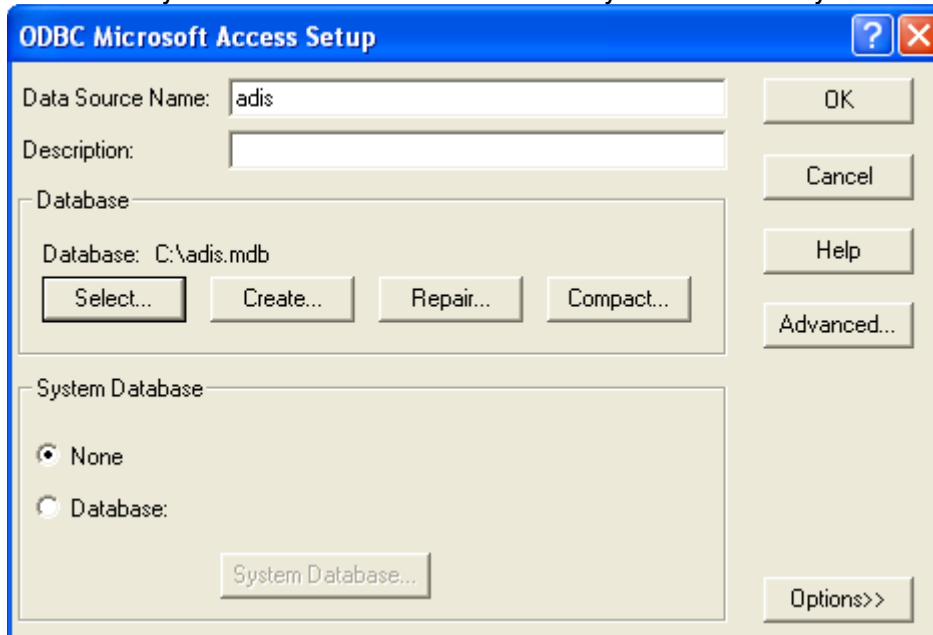 ODBC Microsoft Access Setup
Data Source Name: adis
OK
Description:
Cancel
Database
Database: C:\adis.mdb
Help
Select... Create... Repair... Compact...
Advanced...
System Database
None
Database:
System Database...
Options>>